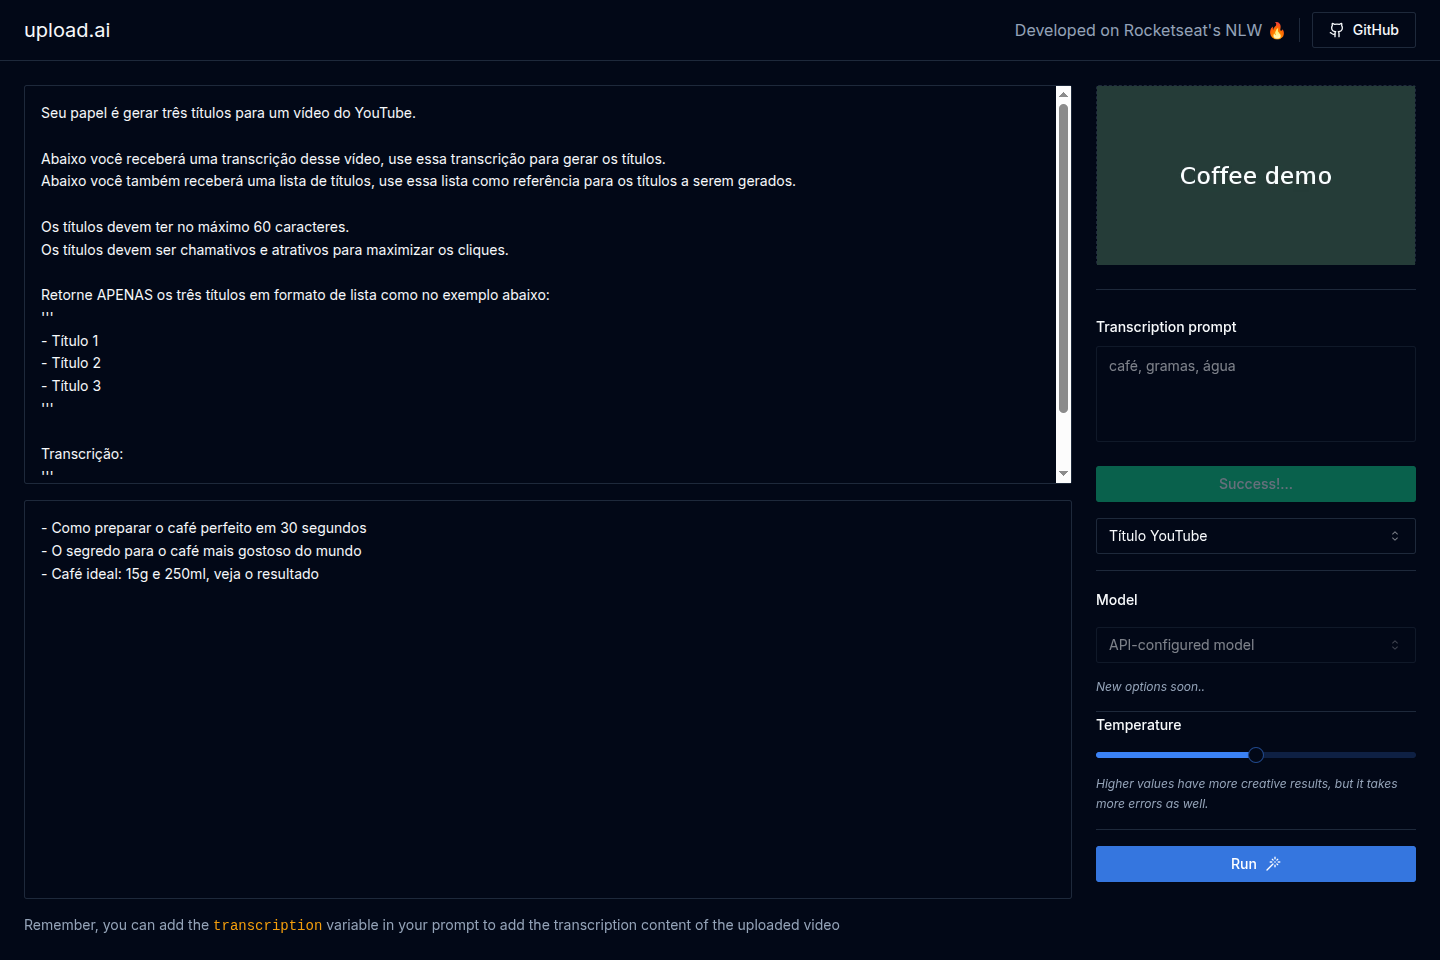 upload.ai
Developed on Rocketseat's NLW 🔥
GitHub
Seu papel é gerar três títulos para um vídeo do YouTube.
Abaixo você receberá uma transcrição desse vídeo, use essa transcrição para gerar os títulos.
Abaixo você também receberá uma lista de títulos, use essa lista como referência para os títulos a serem gerados.
Os títulos devem ter no máximo 60 caracteres.
Os títulos devem ser chamativos e atrativos para maximizar os cliques.
Retorne APENAS os três títulos em formato de lista como no exemplo abaixo:
'''
- Título 1
- Título 2
- Título 3
'''
Transcrição:
'''
- Como preparar o café perfeito em 30 segundos
- O segredo para o café mais gostoso do mundo
- Café ideal: 15g e 250ml, veja o resultado
Remember, you can add the transcription variable in your prompt to add the transcription content of the uploaded video
Coffee demo
Transcription prompt
café, gramas, água
Success!...
Título YouTube
Model
API-configured model
New options soon..
Temperature
Higher values have more creative results, but it takes
more errors as well.
Run